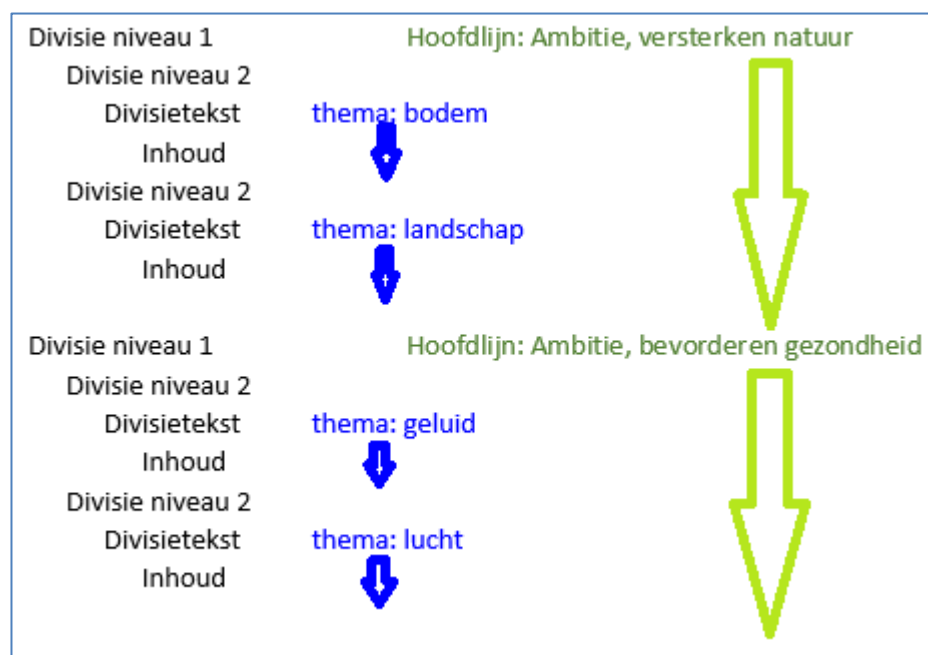 Divisie niveau 1 Hoofdlijn: Ambitie, versterken natuur
Divisie niveau 2
Divisietekst thema: bodem
Inhoud
Divisie niveau 2
Divisietekst thema: landschap
Inhoud
Divisie niveau 1 Hoofdlijn: Ambitie, bevorderen gezondheid
Divisie niveau 2
Divisietekst thema: geluid
Inhoud
Divisie niveau 2
Divisietekst thema: lucht
Inhoud